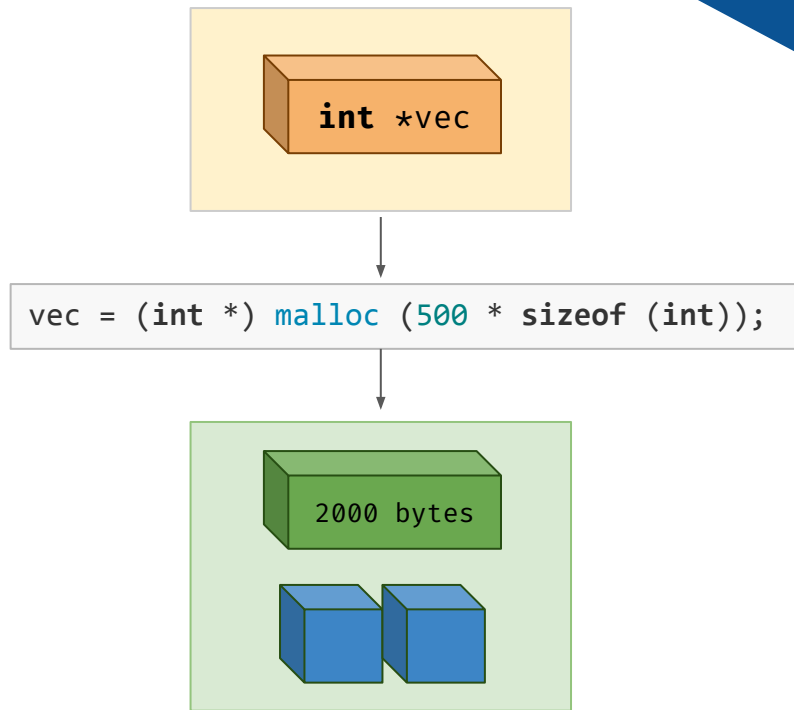 int *vec
vec = (int *) malloc (500 * sizeof (int));
2000 bytes